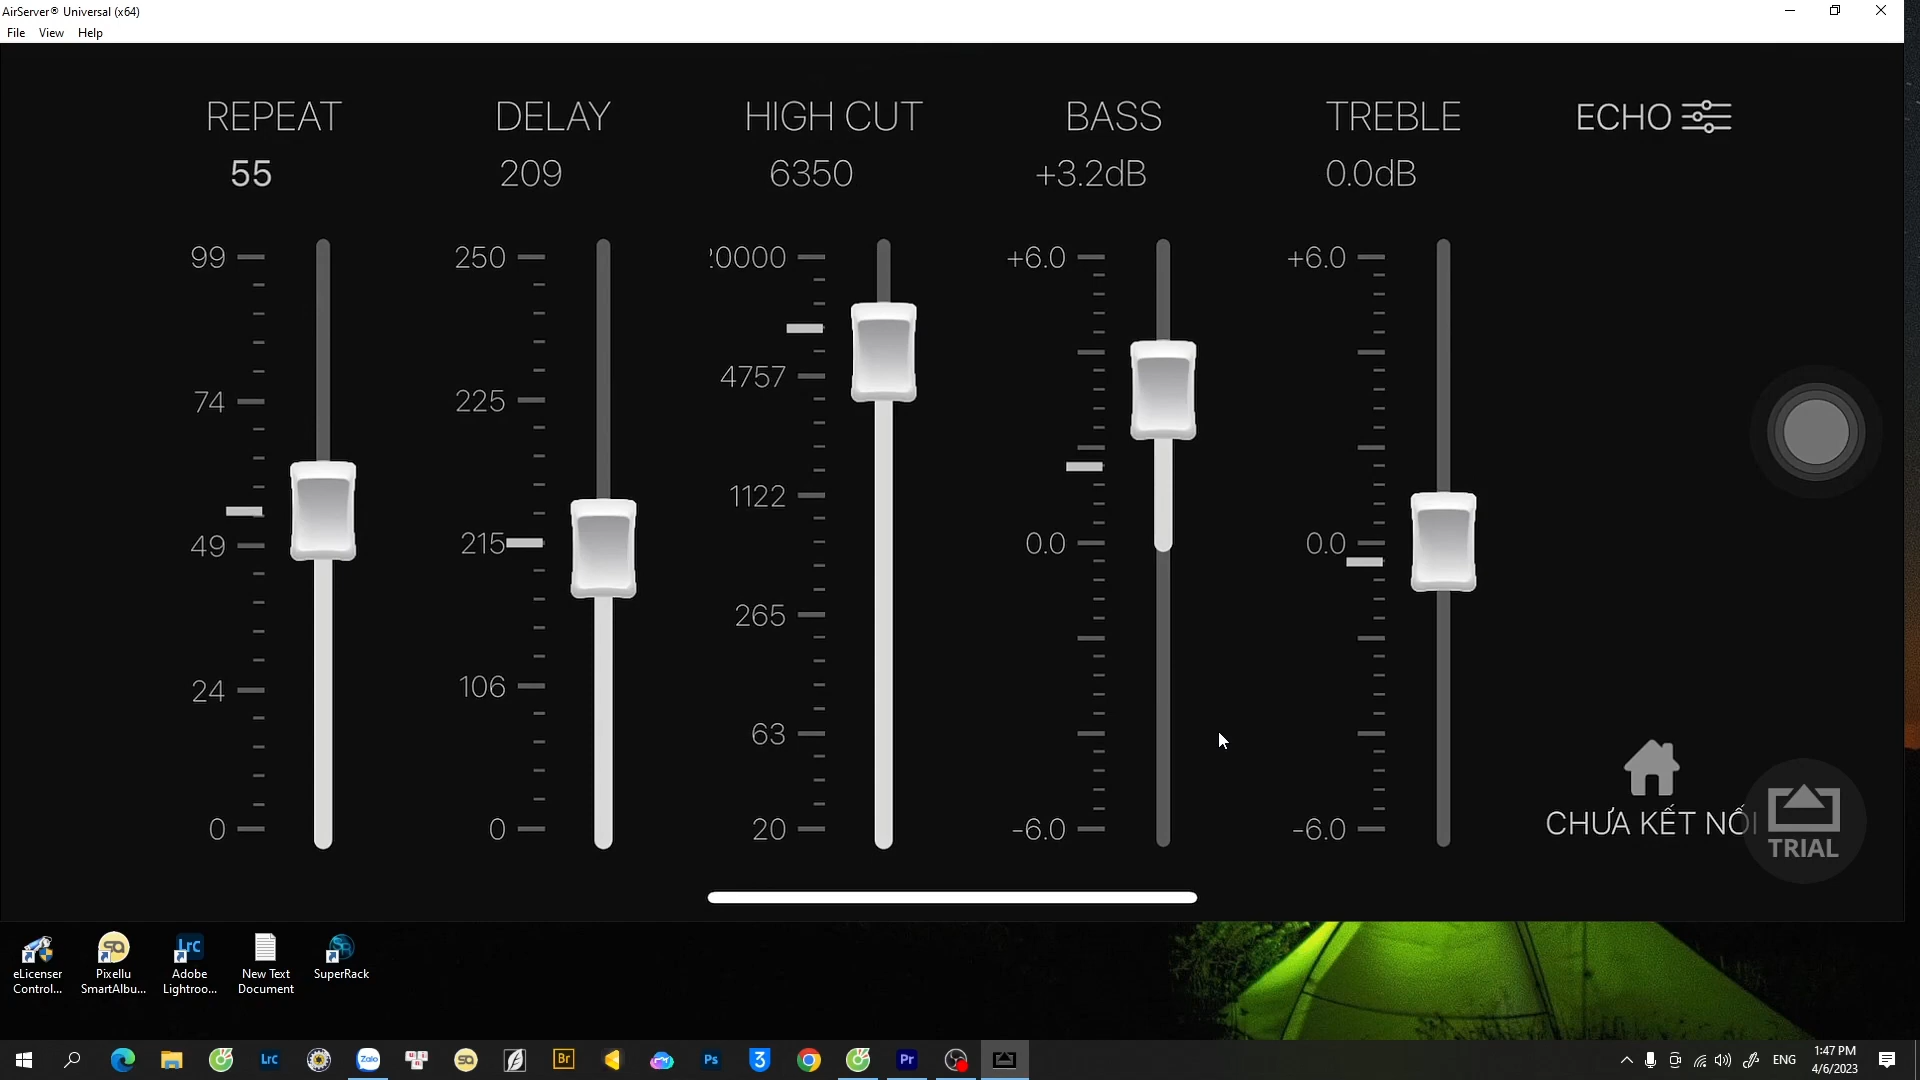 AirServer® Universal (x64)
File View Help
REPEAT DELAY HIGH CUT BASS TREBLE ECHO
55 209 6350 +3.2dB 0.0dB
99 250 20000 +6.0 +6.0
74 225 4757
49 215 1122 0.0 0.0
265
24 106 63
0 0 20 -6.0 -6.0
CHƯA KẾT NỐI
TRIAL
eLicenser Control...
Pixellu SmartAlbu...
Adobe Lightroo...
New Text Document
SuperRack
ENG
1:47 PM
4/6/2023